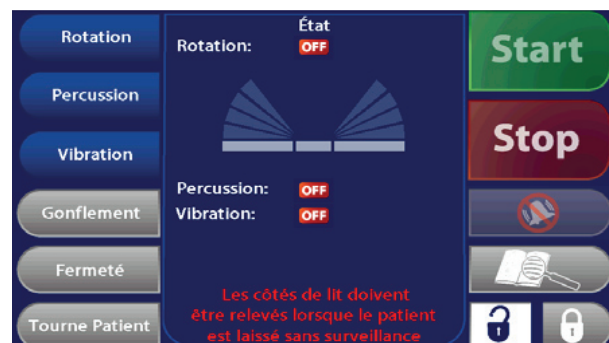 Rotation
Percussion
Vibration
Gonflement
Fermeté
Tourne Patient
État
Rotation: OFF
Percussion: OFF
Vibration: OFF
Les côtés de lit doivent
être relevés lorsque le patient
est laissé sans surveillance
Start
Stop